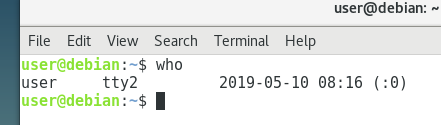 user@debian: ~
File Edit View Search Terminal Help
user@debian:~$ who
user     tty2         2019-05-10 08:16 (:0)
user@debian:~$